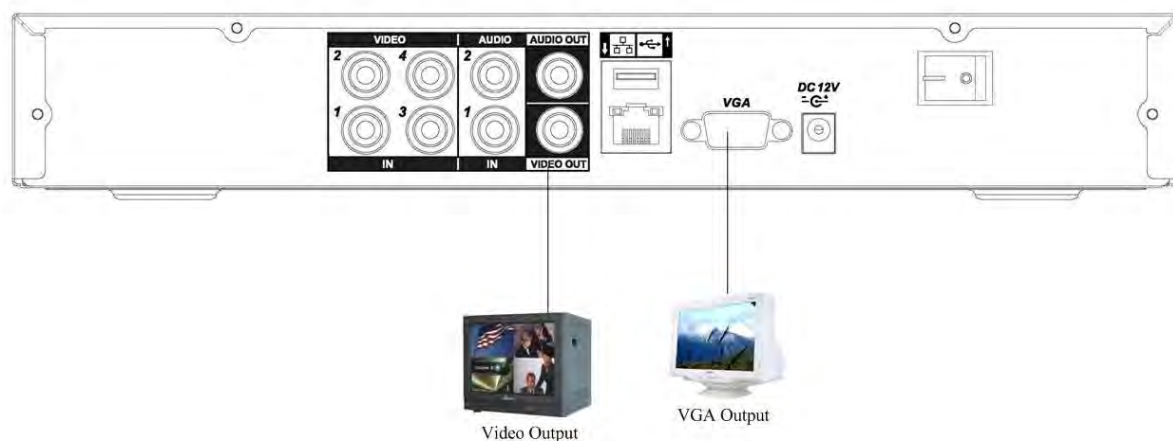 VIDEO AUDIO AUDIO OUT
2 4 2
1 3 1
IN IN VIDEO OUT
VGA
DC 12V
Video Output
VGA Output